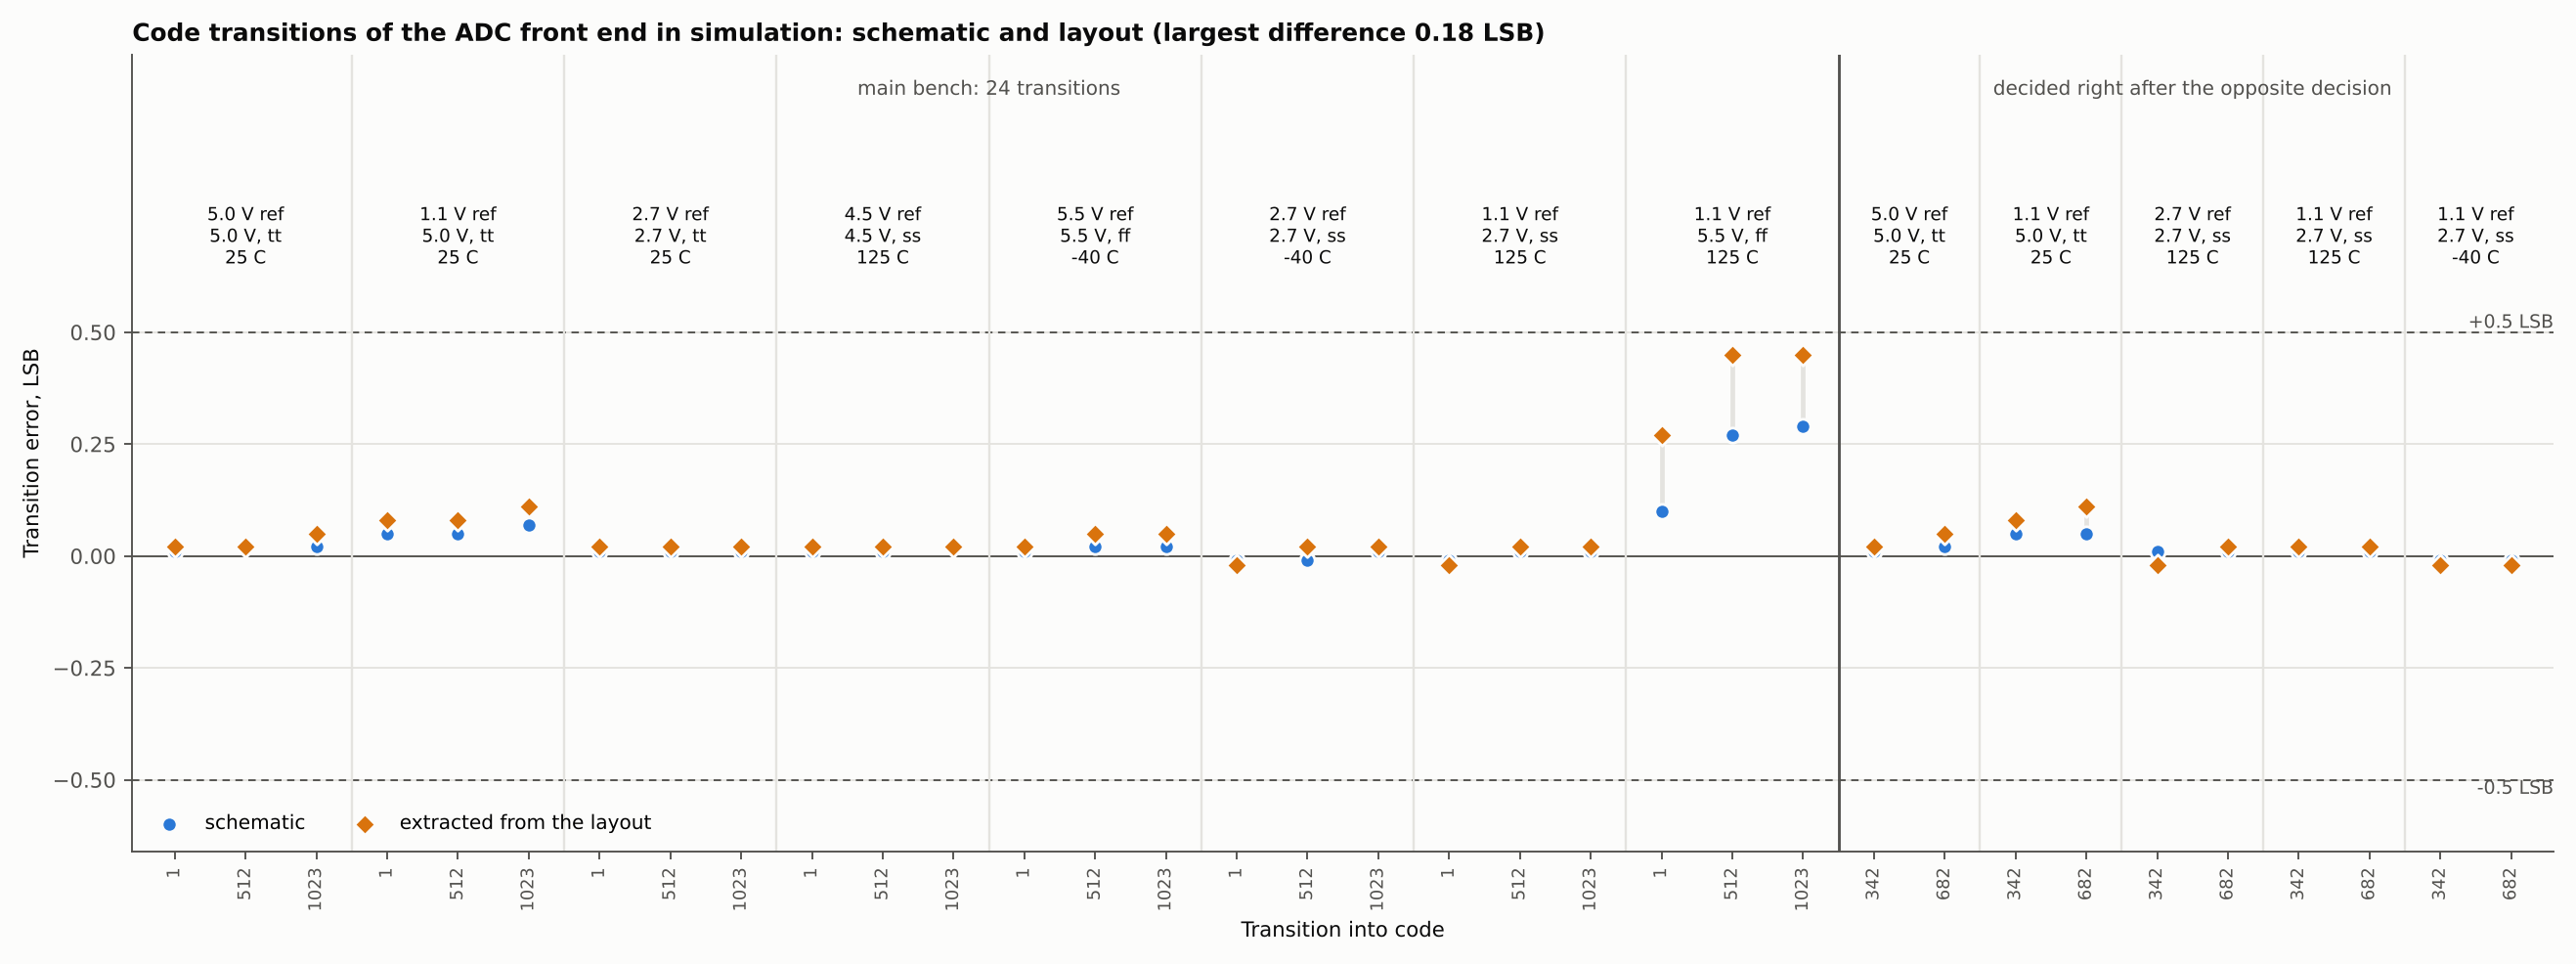 Code transitions of the ADC front end in simulation: schematic and layout (largest difference 0.18 LSB)
main bench: 24 transitions
decided right after the opposite decision
5.0 V ref
5.0 V, tt
25 C
1.1 V ref
5.0 V, tt
25 C
2.7 V ref
2.7 V, tt
25 C
4.5 V ref
4.5 V, ss
125 C
5.5 V ref
5.5 V, ff
-40 C
2.7 V ref
2.7 V, ss
-40 C
1.1 V ref
2.7 V, ss
125 C
1.1 V ref
5.5 V, ff
125 C
5.0 V ref
5.0 V, tt
25 C
1.1 V ref
5.0 V, tt
25 C
2.7 V ref
2.7 V, ss
125 C
1.1 V ref
2.7 V, ss
125 C
1.1 V ref
2.7 V, ss
-40 C
Transition error, LSB
0.50
0.25
0.00
−0.25
−0.50
+0.5 LSB
-0.5 LSB
schematic
extracted from the layout
1
512
1023
1
512
1023
1
512
1023
1
512
1023
1
512
1023
1
512
1023
1
512
1023
1
512
1023
342
682
342
682
342
682
342
682
342
682
Transition into code